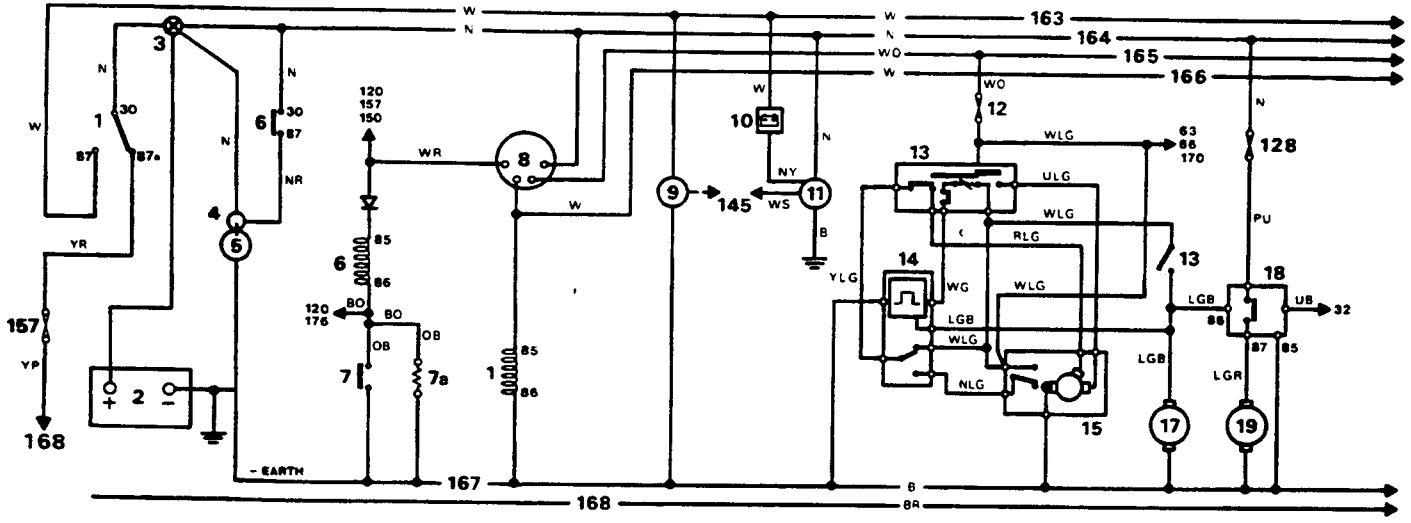 W W 163
3 N N 164
WO 165
W 166
N N W WO N
120
157
150
W 1 30 6 30 10 12
87 87a 87 N WLG 63
66
170
128
N NR WR 8 13
NY ULG
4 9 145 11 WS WLG
W
YR 5 B RLG PU
6 85 14 13 18
86 YLG WG WLG
157 120
176 BO BO LGB LGB UB 32
86
OB OB WLG 87 85
YP 7 7a 1 85
86 NLG LGB LGR
+ 2 −
168 15 17 19
– EARTH 167 B
168 BR